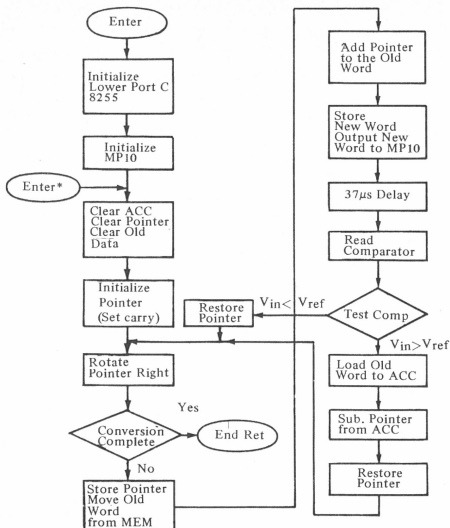 Enter
Initialize
Lower Port C
8255
Initialize
MP10
Enter*
Clear ACC
Clear Pointer
Clear Old
Data
Initialize
Pointer
(Set carry)
Rotate
Pointer Right
Conversion
Complete
Yes
End Ret
No
Store Pointer
Move Old
Word
from MEM
Add Pointer
to the Old
Word
Store
New Word
Output New
Word to MP10
37μs Delay
Read
Comparator
Test Comp
Vin< Vref
Restore
Pointer
Vin>Vref
Load Old
Word to ACC
Sub. Pointer
from ACC
Restore
Pointer